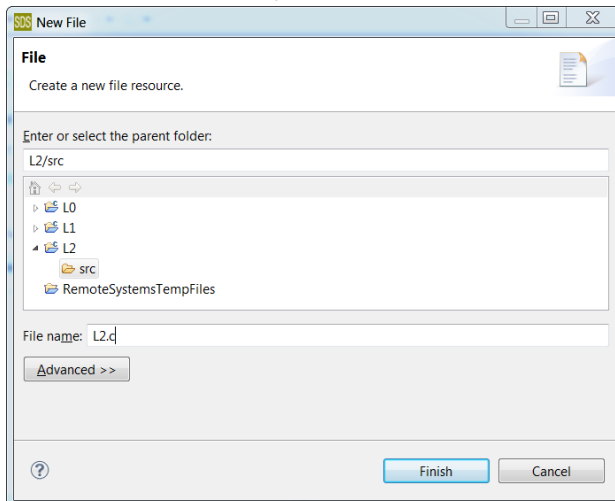 SDS New File
File
Create a new file resource.
Enter or select the parent folder:
L2/src
L0
L1
L2
src
RemoteSystemsTempFiles
File name: L2.c
Advanced >>
? Finish Cancel